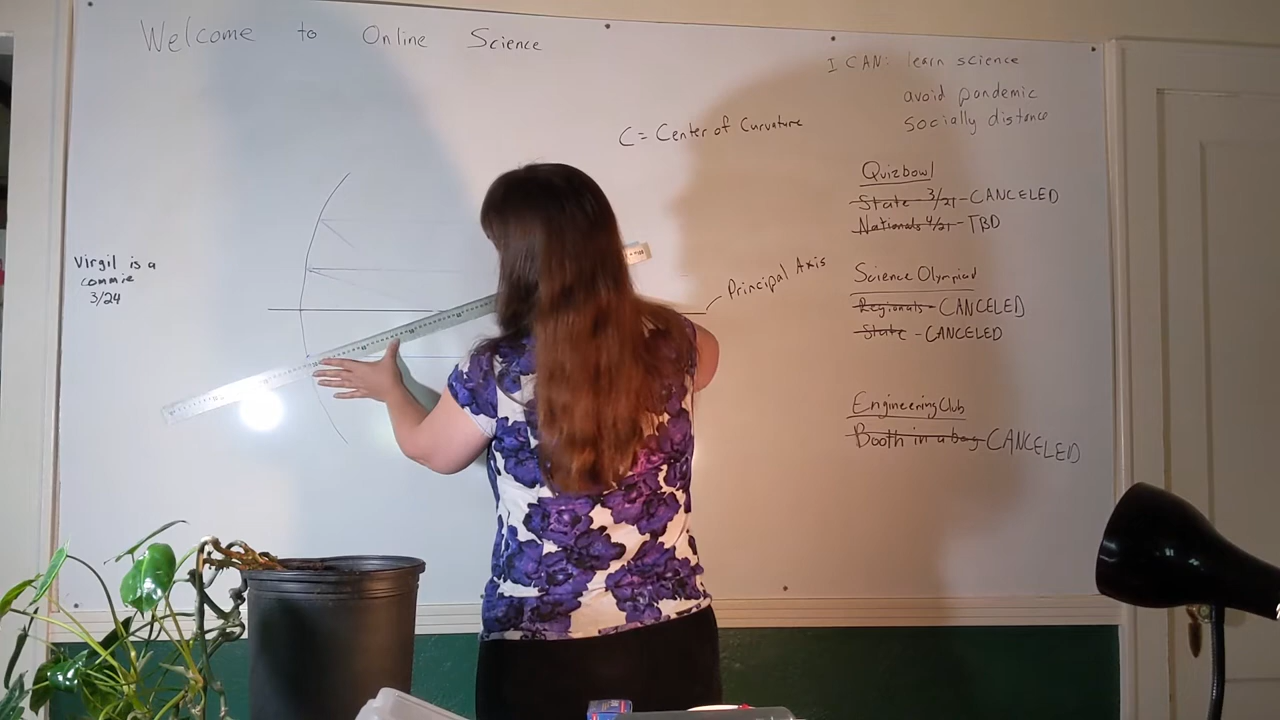 Welcome to Online Science
I CAN: learn science
avoid pandemic
socially distance
C = Center of Curvature
Quizbowl
State 3/21 - CANCELED
Nationals 4/21 - TBD
Virgil is a
commie
3/24
Principal Axis
Science Olympiad
Regionals - CANCELED
State - CANCELED
Engineering Club
Booth in a bag CANCELED